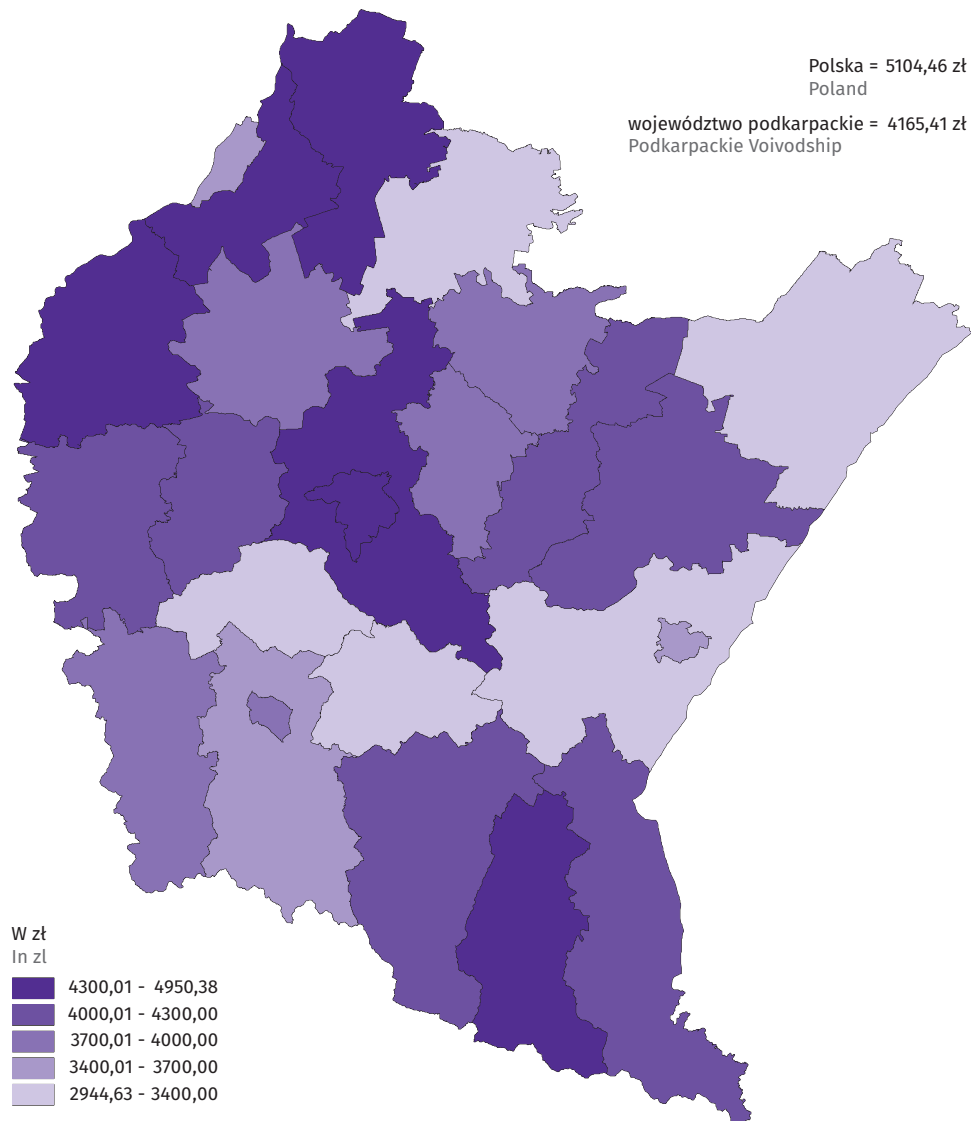 Polska = 5104,46 zł
Poland
województwo podkarpackie = 4165,41 zł
Podkarpackie Voivodship
W zł
In zl
4300,01 - 4950,38
4000,01 - 4300,00
3700,01 - 4000,00
3400,01 - 3700,00
2944,63 - 3400,00